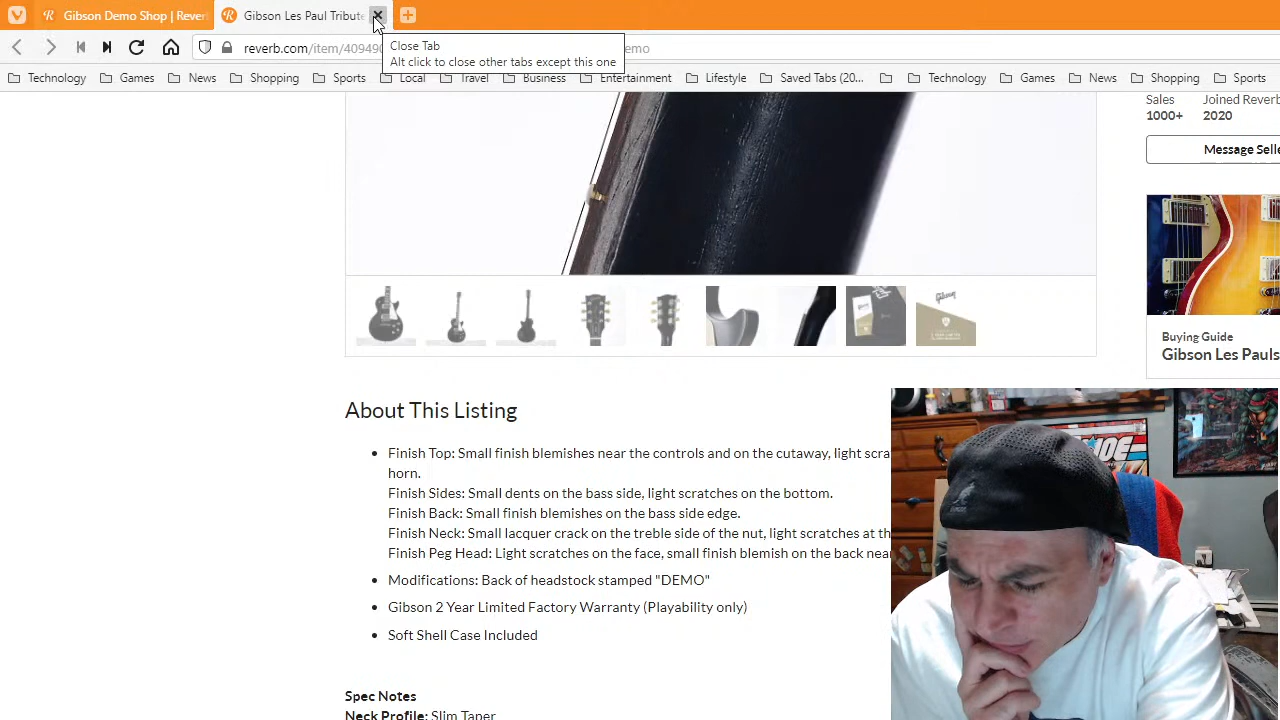 Gibson Demo Shop | Rever
Gibson Les Paul Tribute
Close Tab
Alt click to close other tabs except this one
reverb.com/item/40949
emo
Technology
Games
News
Shopping
Sports
Local
Travel
Business
Entertainment
Lifestyle
Saved Tabs (20...
Technology
Games
News
Shopping
Sports
Sales
Joined Reverb
1000+
2020
Message Selle
Buying Guide
Gibson Les Pauls
About This Listing
Finish Top: Small finish blemishes near the controls and on the cutaway, light scra
horn.
Finish Sides: Small dents on the bass side, light scratches on the bottom.
Finish Back: Small finish blemishes on the bass side edge.
Finish Neck: Small lacquer crack on the treble side of the nut, light scratches at th
Finish Peg Head: Light scratches on the face, small finish blemish on the back nea
Modifications: Back of headstock stamped "DEMO"
Gibson 2 Year Limited Factory Warranty (Playability only)
Soft Shell Case Included
Spec Notes
Neck Profile: Slim Taper